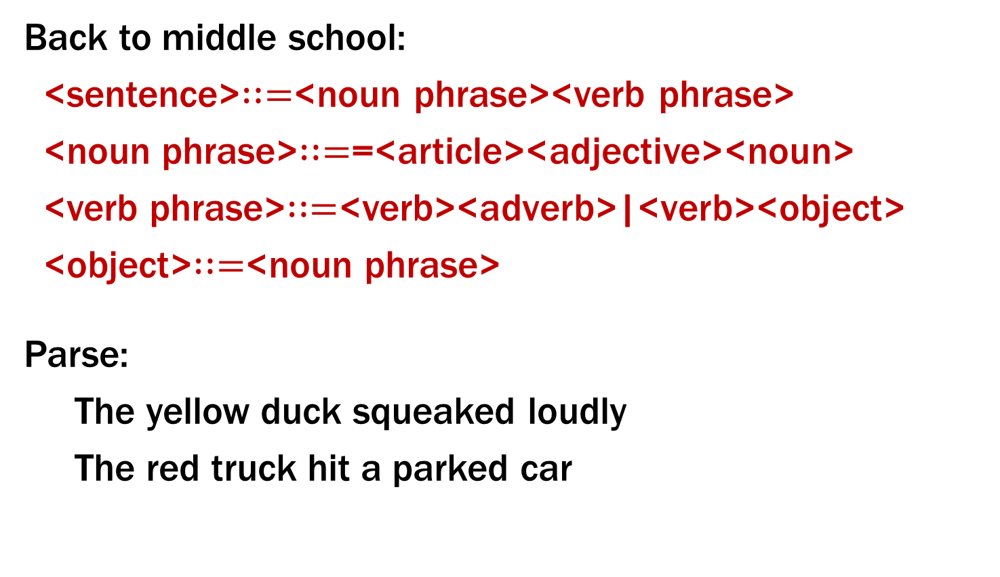 Back to middle school:
<sentence>::=<noun phrase><verb phrase>
<noun phrase>::==<article><adjective><noun>
<verb phrase>::=<verb><adverb>|<verb><object>
<object>::=<noun phrase>
Parse:
The yellow duck squeaked loudly
The red truck hit a parked car